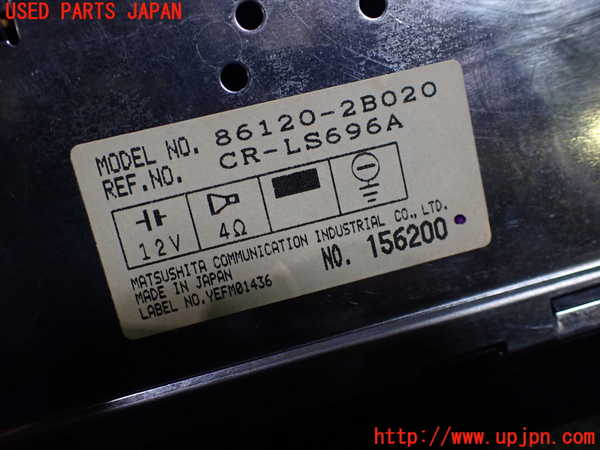 USED PARTS JAPAN
MODEL NO. 86120-2B020
REF.NO. CR-LS696A
12V
4Ω
MATSUSHITA COMMUNICATION INDUSTRIAL CO., LTD.
MADE IN JAPAN
NO. 156200
LABEL NO.YEFM01436
http://www.upjpn.com/